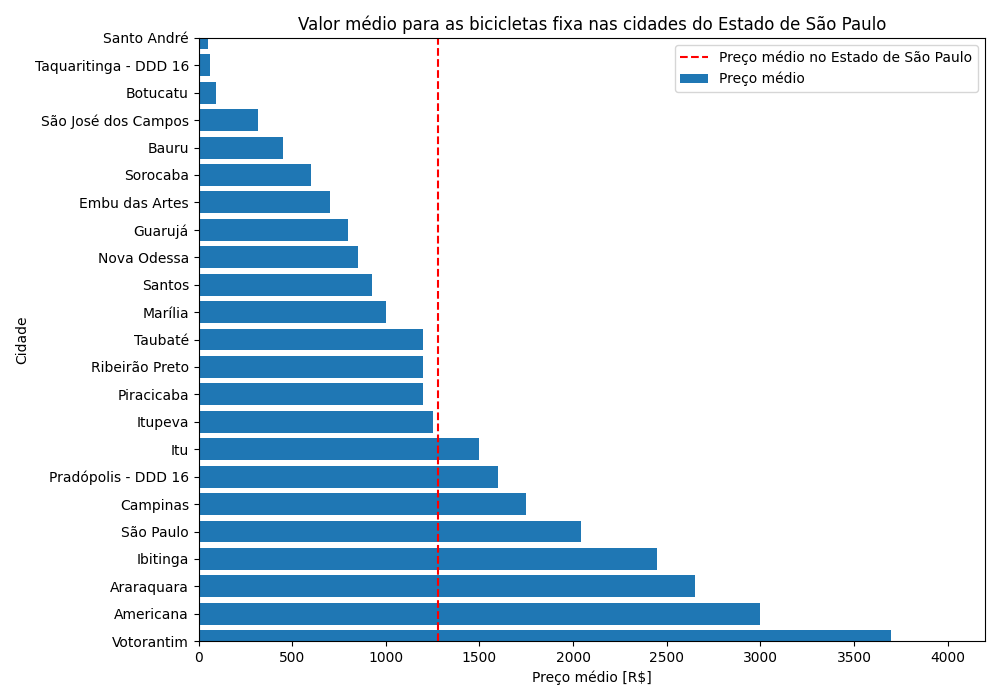 Valor médio para as bicicletas fixa nas cidades do Estado de São Paulo
Preço médio no Estado de São Paulo
Preço médio
Cidade
Santo André
Taquaritinga - DDD 16
Botucatu
São José dos Campos
Bauru
Sorocaba
Embu das Artes
Guarujá
Nova Odessa
Santos
Marília
Taubaté
Ribeirão Preto
Piracicaba
Itupeva
Itu
Pradópolis - DDD 16
Campinas
São Paulo
Ibitinga
Araraquara
Americana
Votorantim
0 500 1000 1500 2000 2500 3000 3500 4000
Preço médio [R$]